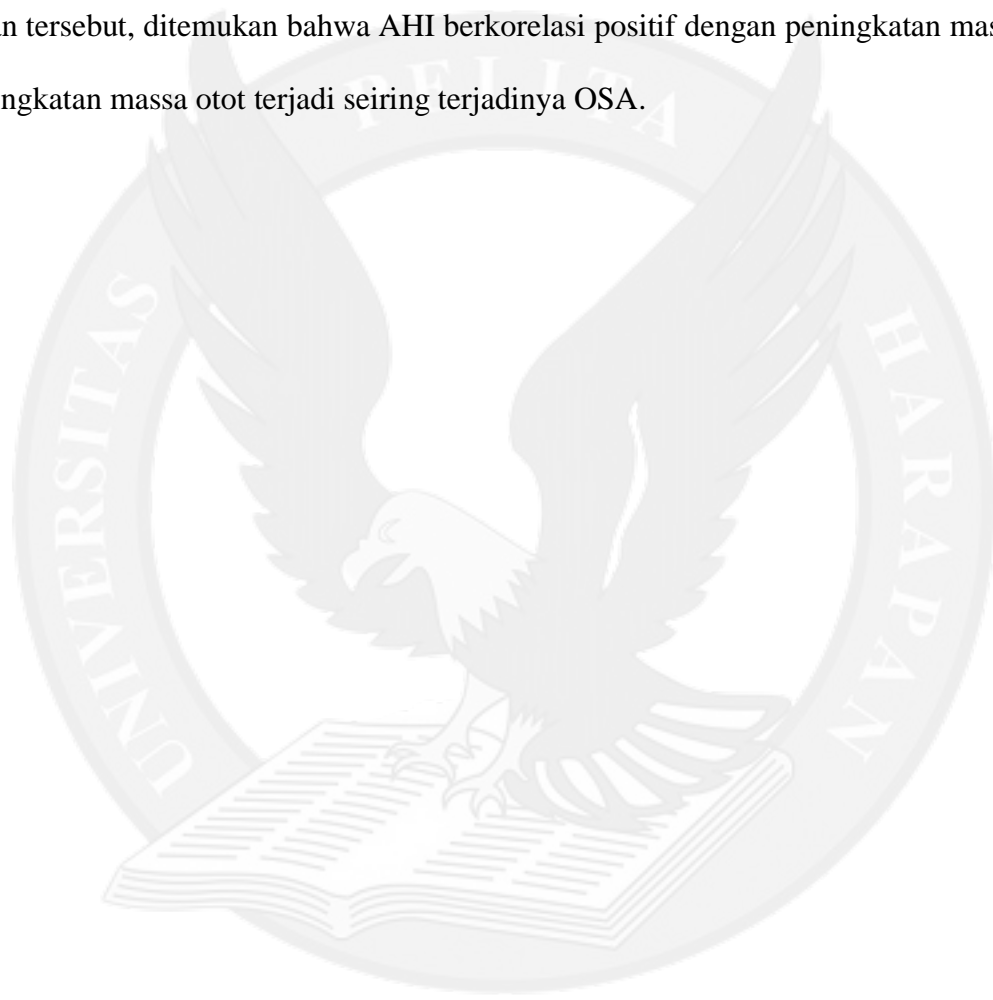 an tersebut, ditemukan bahwa AHI berkorelasi positif dengan peningkatan mas
ngkatan massa otot terjadi seiring terjadinya OSA.
UNIVERSITAS PELITA HARAPAN